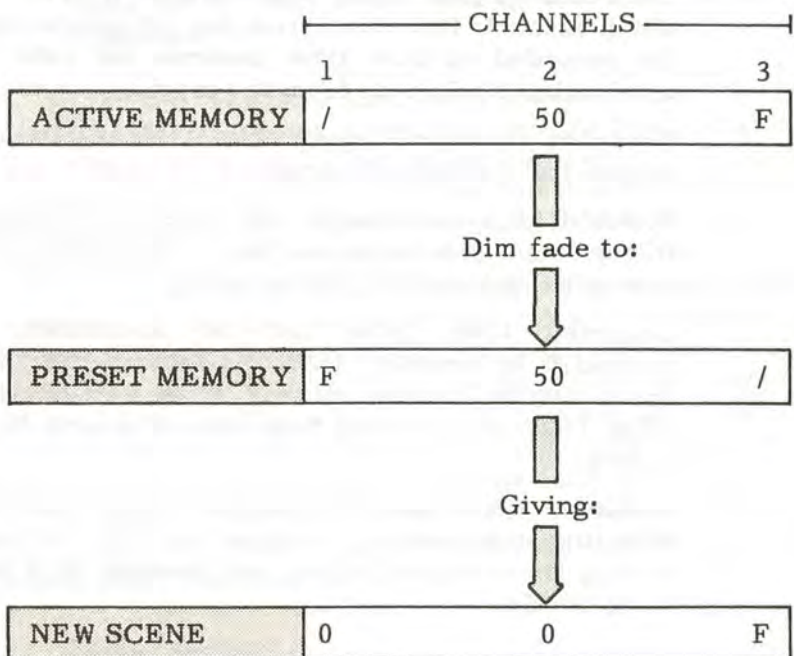 CHANNELS
1 2 3
ACTIVE MEMORY / 50 F
Dim fade to:
PRESET MEMORY F 50 /
Giving:
NEW SCENE 0 0 F